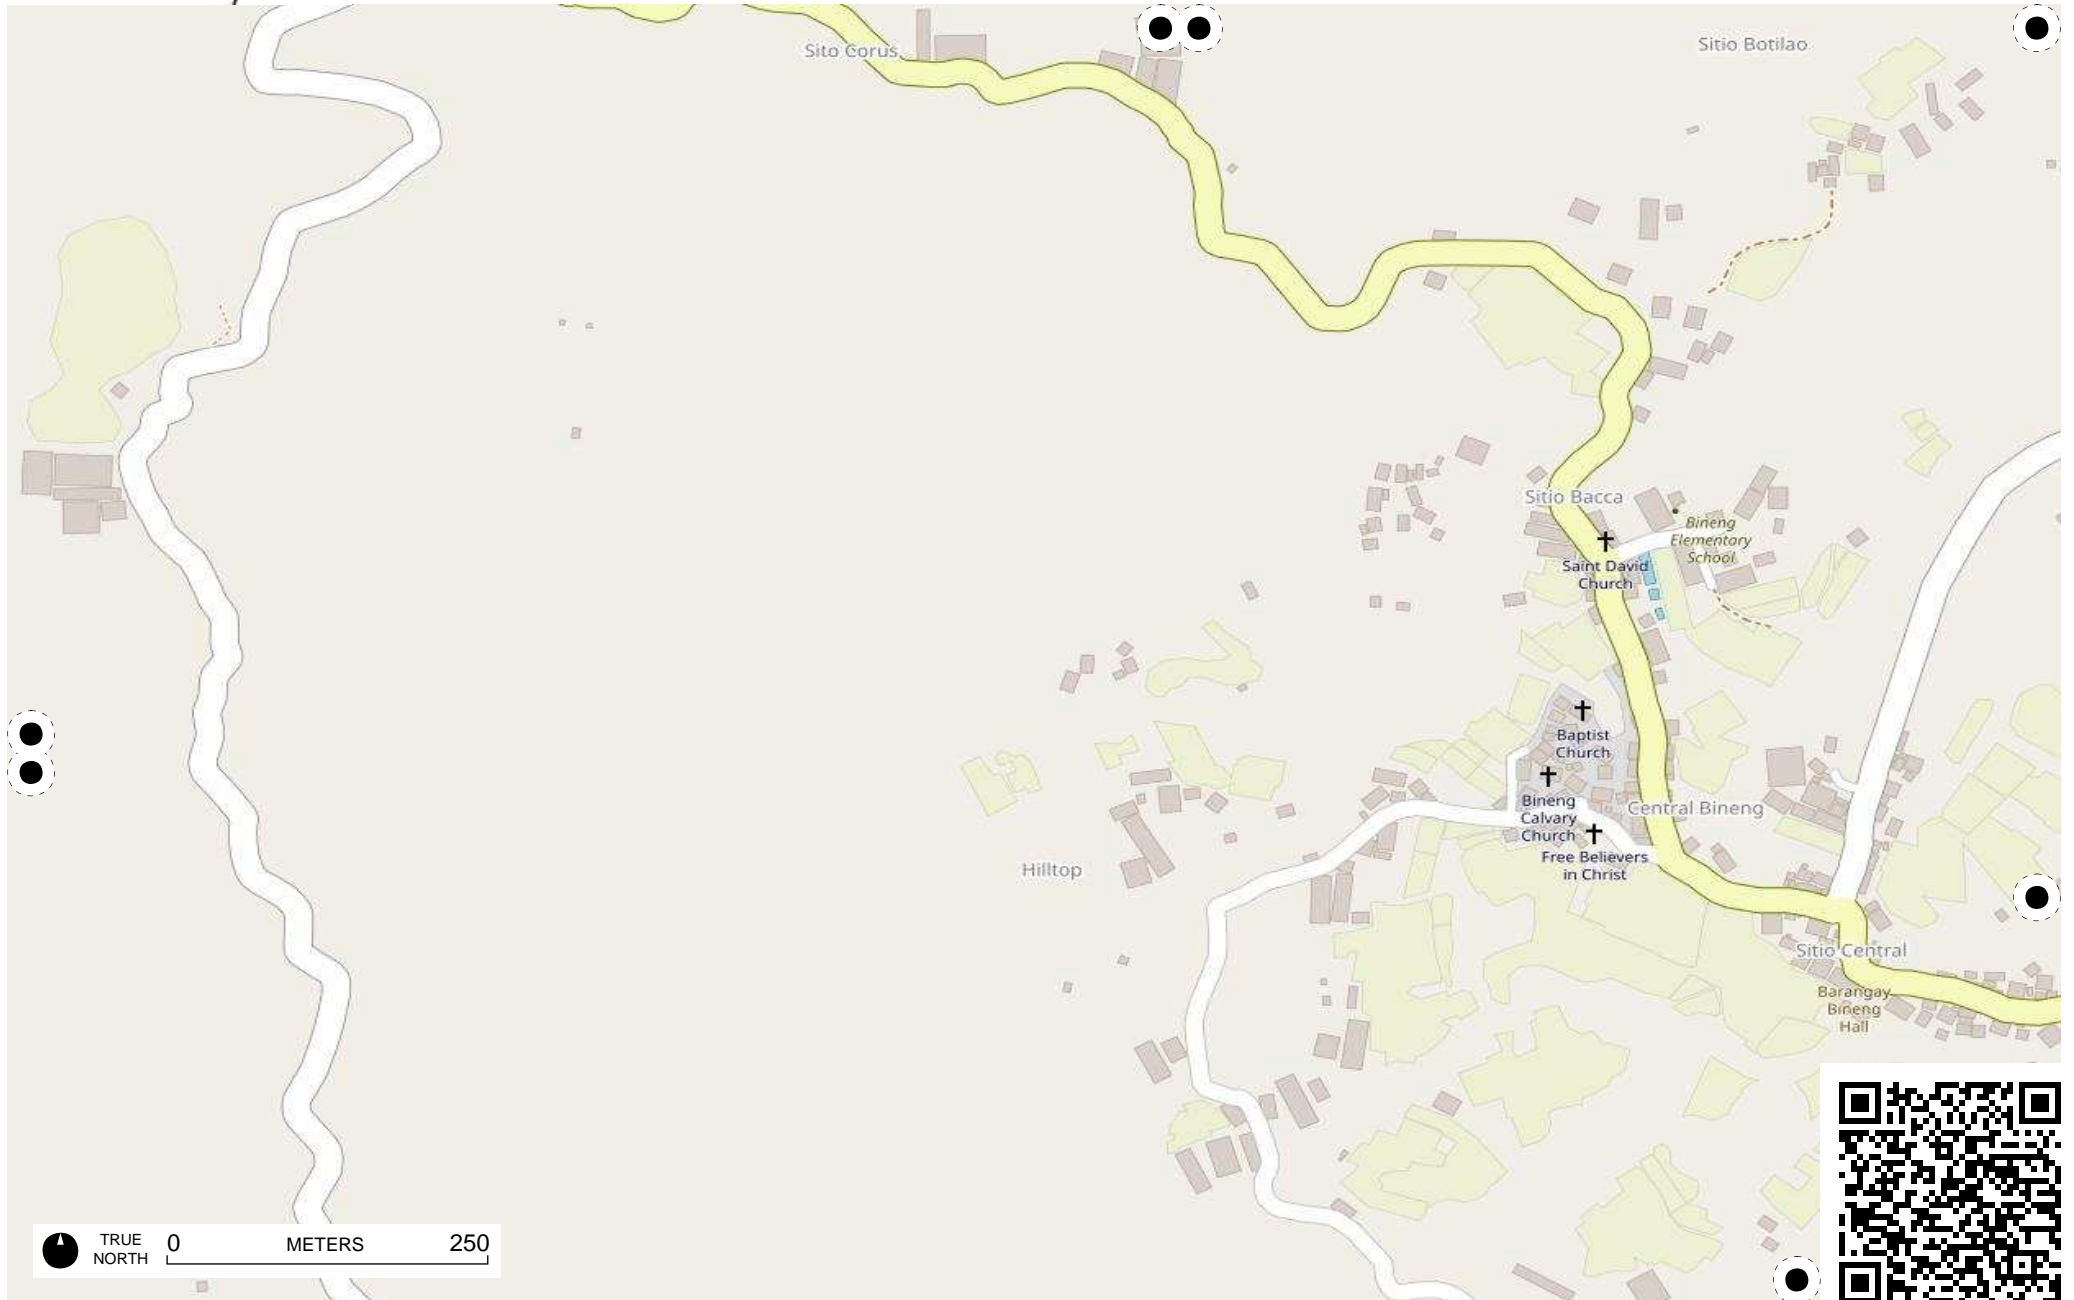 Sito Corus
Sitio Botilao
Sitio Bacca
Bineng
Elementary
School
Saint David
Church
Baptist
Church
Bineng
Calvary
Church
Central Bineng
Free Believers
in Christ
Hilltop
Sitio Central
Barangay
Bineng
Hall
TRUE
NORTH
0 METERS 250